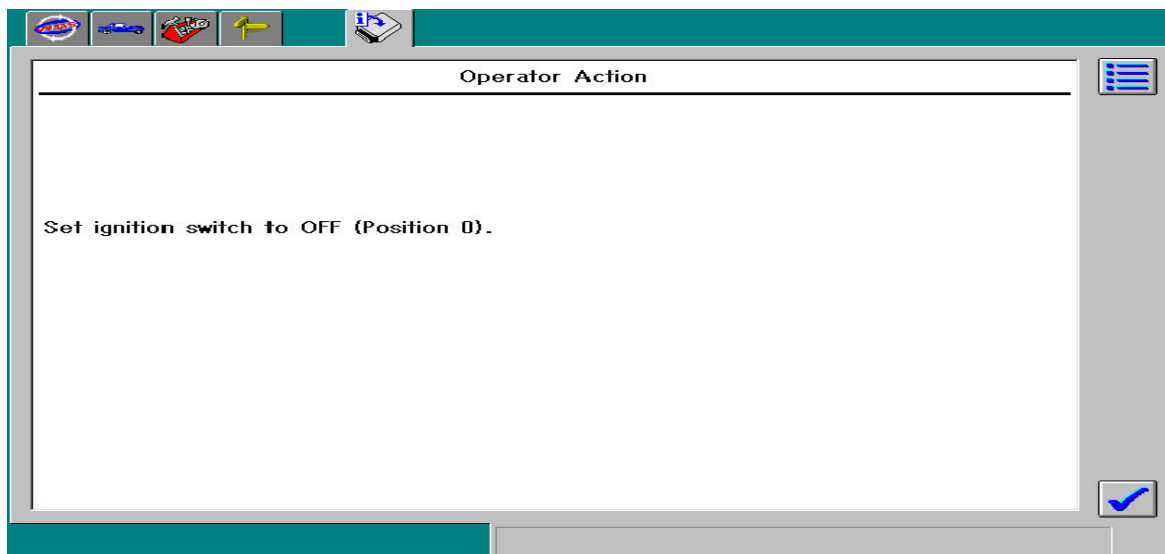 Operator Action
Set ignition switch to OFF (Position 0).